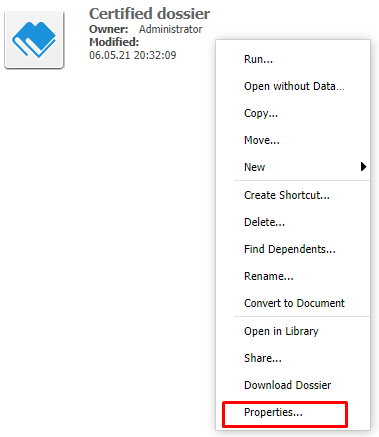 Certified dossier
Owner: Administrator
Modified:
06.05.21 20:32:09
Run...
Open without Data...
Copy...
Move...
New
Create Shortcut...
Delete...
Find Dependents...
Rename...
Convert to Document
Open in Library
Share...
Download Dossier
Properties...